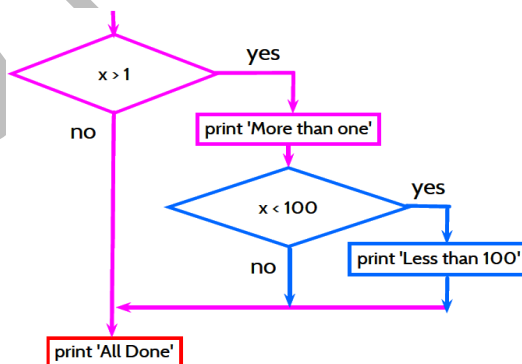 x > 1
yes
no
print 'More than one'
x < 100
yes
no
print 'Less than 100'
print 'All Done'